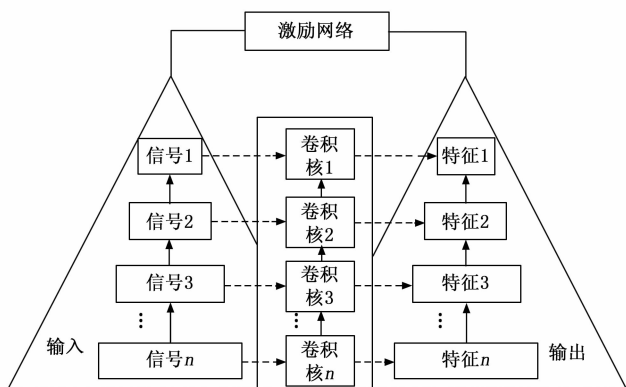 激励网络
信号1
卷积
核1
特征1
信号2
卷积
核2
特征2
信号3
卷积
核3
特征3
⋮
⋮
⋮
输入
信号n
卷积
核n
特征n
输出